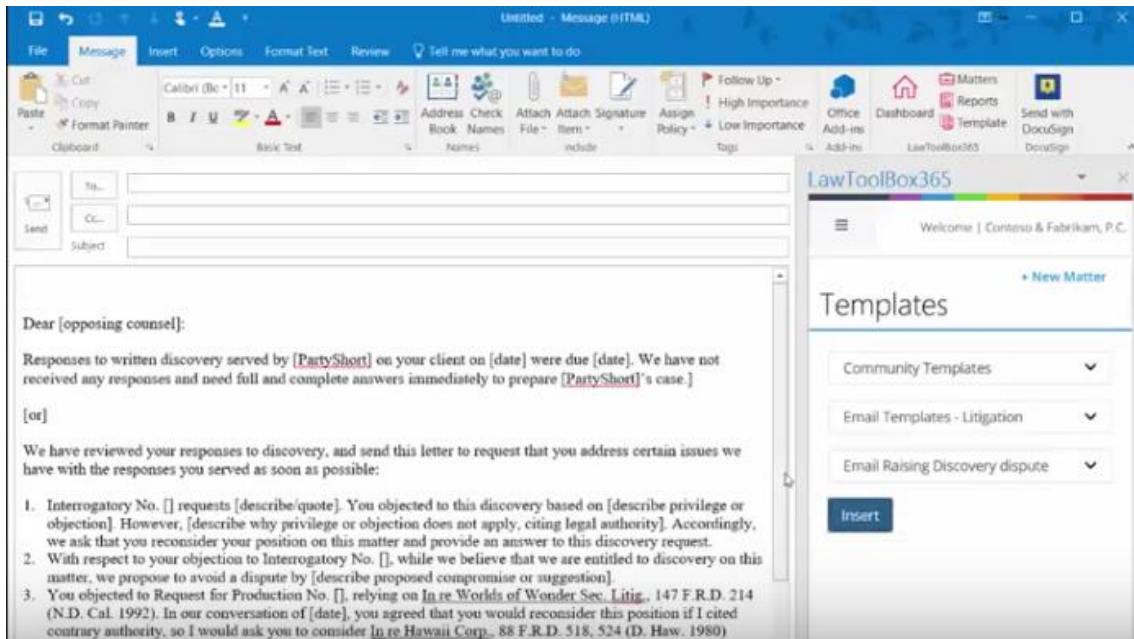 Untitled - Message (HTML)
File Message Insert Options Format Text Review Tell me what you want to do
Paste
Cut
Copy
Format Painter
Clipboard
Calibri (Bc 11
B I U
Basic Text
Address Book
Check Names
Names
Attach File
Attach Item
Signature
Include
Assign Policy
Follow Up
High Importance
Low Importance
Tags
Office Add-ins
Add-ins
Dashboard
Matters
Reports
Template
LawToolBox365
Send with DocuSign
DocuSign
Send
To...
Cc...
Subject
Dear [opposing counsel]:
Responses to written discovery served by [PartyShort] on your client on [date] were due [date]. We have not
received any responses and need full and complete answers immediately to prepare [PartyShort]'s case.]
[or]
We have reviewed your responses to discovery, and send this letter to request that you address certain issues we
have with the responses you served as soon as possible:
1. Interrogatory No. [] requests [describe/quote]. You objected to this discovery based on [describe privilege or
objection]. However, [describe why privilege or objection does not apply, citing legal authority]. Accordingly,
we ask that you reconsider your position on this matter and provide an answer to this discovery request.
2. With respect to your objection to Interrogatory No. [], while we believe that we are entitled to discovery on this
matter, we propose to avoid a dispute by [describe proposed compromise or suggestion].
3. You objected to Request for Production No. [], relying on In re Worlds of Wonder Sec. Litig., 147 F.R.D. 214
(N.D. Cal. 1992). In our conversation of [date], you agreed that you would reconsider this position if I cited
contrary authority, so I would ask you to consider In re Hawaii Corp., 88 F.R.D. 518, 524 (D. Haw. 1980)
LawToolBox365
Welcome | Contoso & Fabrikam, P.C.
+ New Matter
Templates
Community Templates
Email Templates - Litigation
Email Raising Discovery dispute
Insert